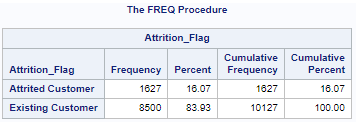 The FREQ Procedure
Attrition_Flag
Attrition_Flag Frequency Percent Cumulative Frequency Cumulative Percent
Attrited Customer 1627 16.07 1627 16.07
Existing Customer 8500 83.93 10127 100.00